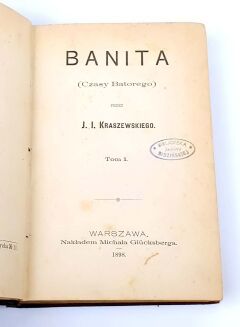 BANITA
(Czasy Batorego)
PRZEZ
J. I. KRASZEWSKIEGO.
Tom I.
WARSZAWA.
Nakładem Michała Glücksberga.
1898.